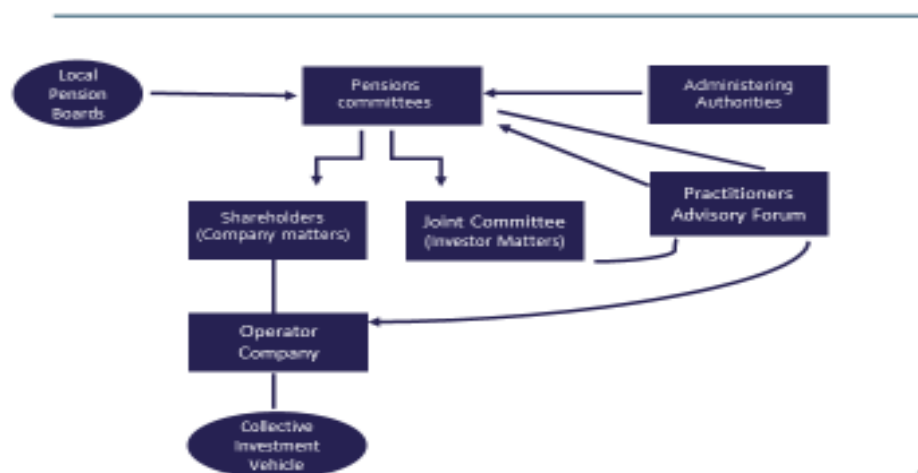 Local
Pension
Boards
Pensions
committees
Administering
Authorities
Practitioners
Advisory Forum
Shareholders
(Company matters)
Joint Committee
(Investor Matters)
Operator
Company
Collective
Investment
Vehicle